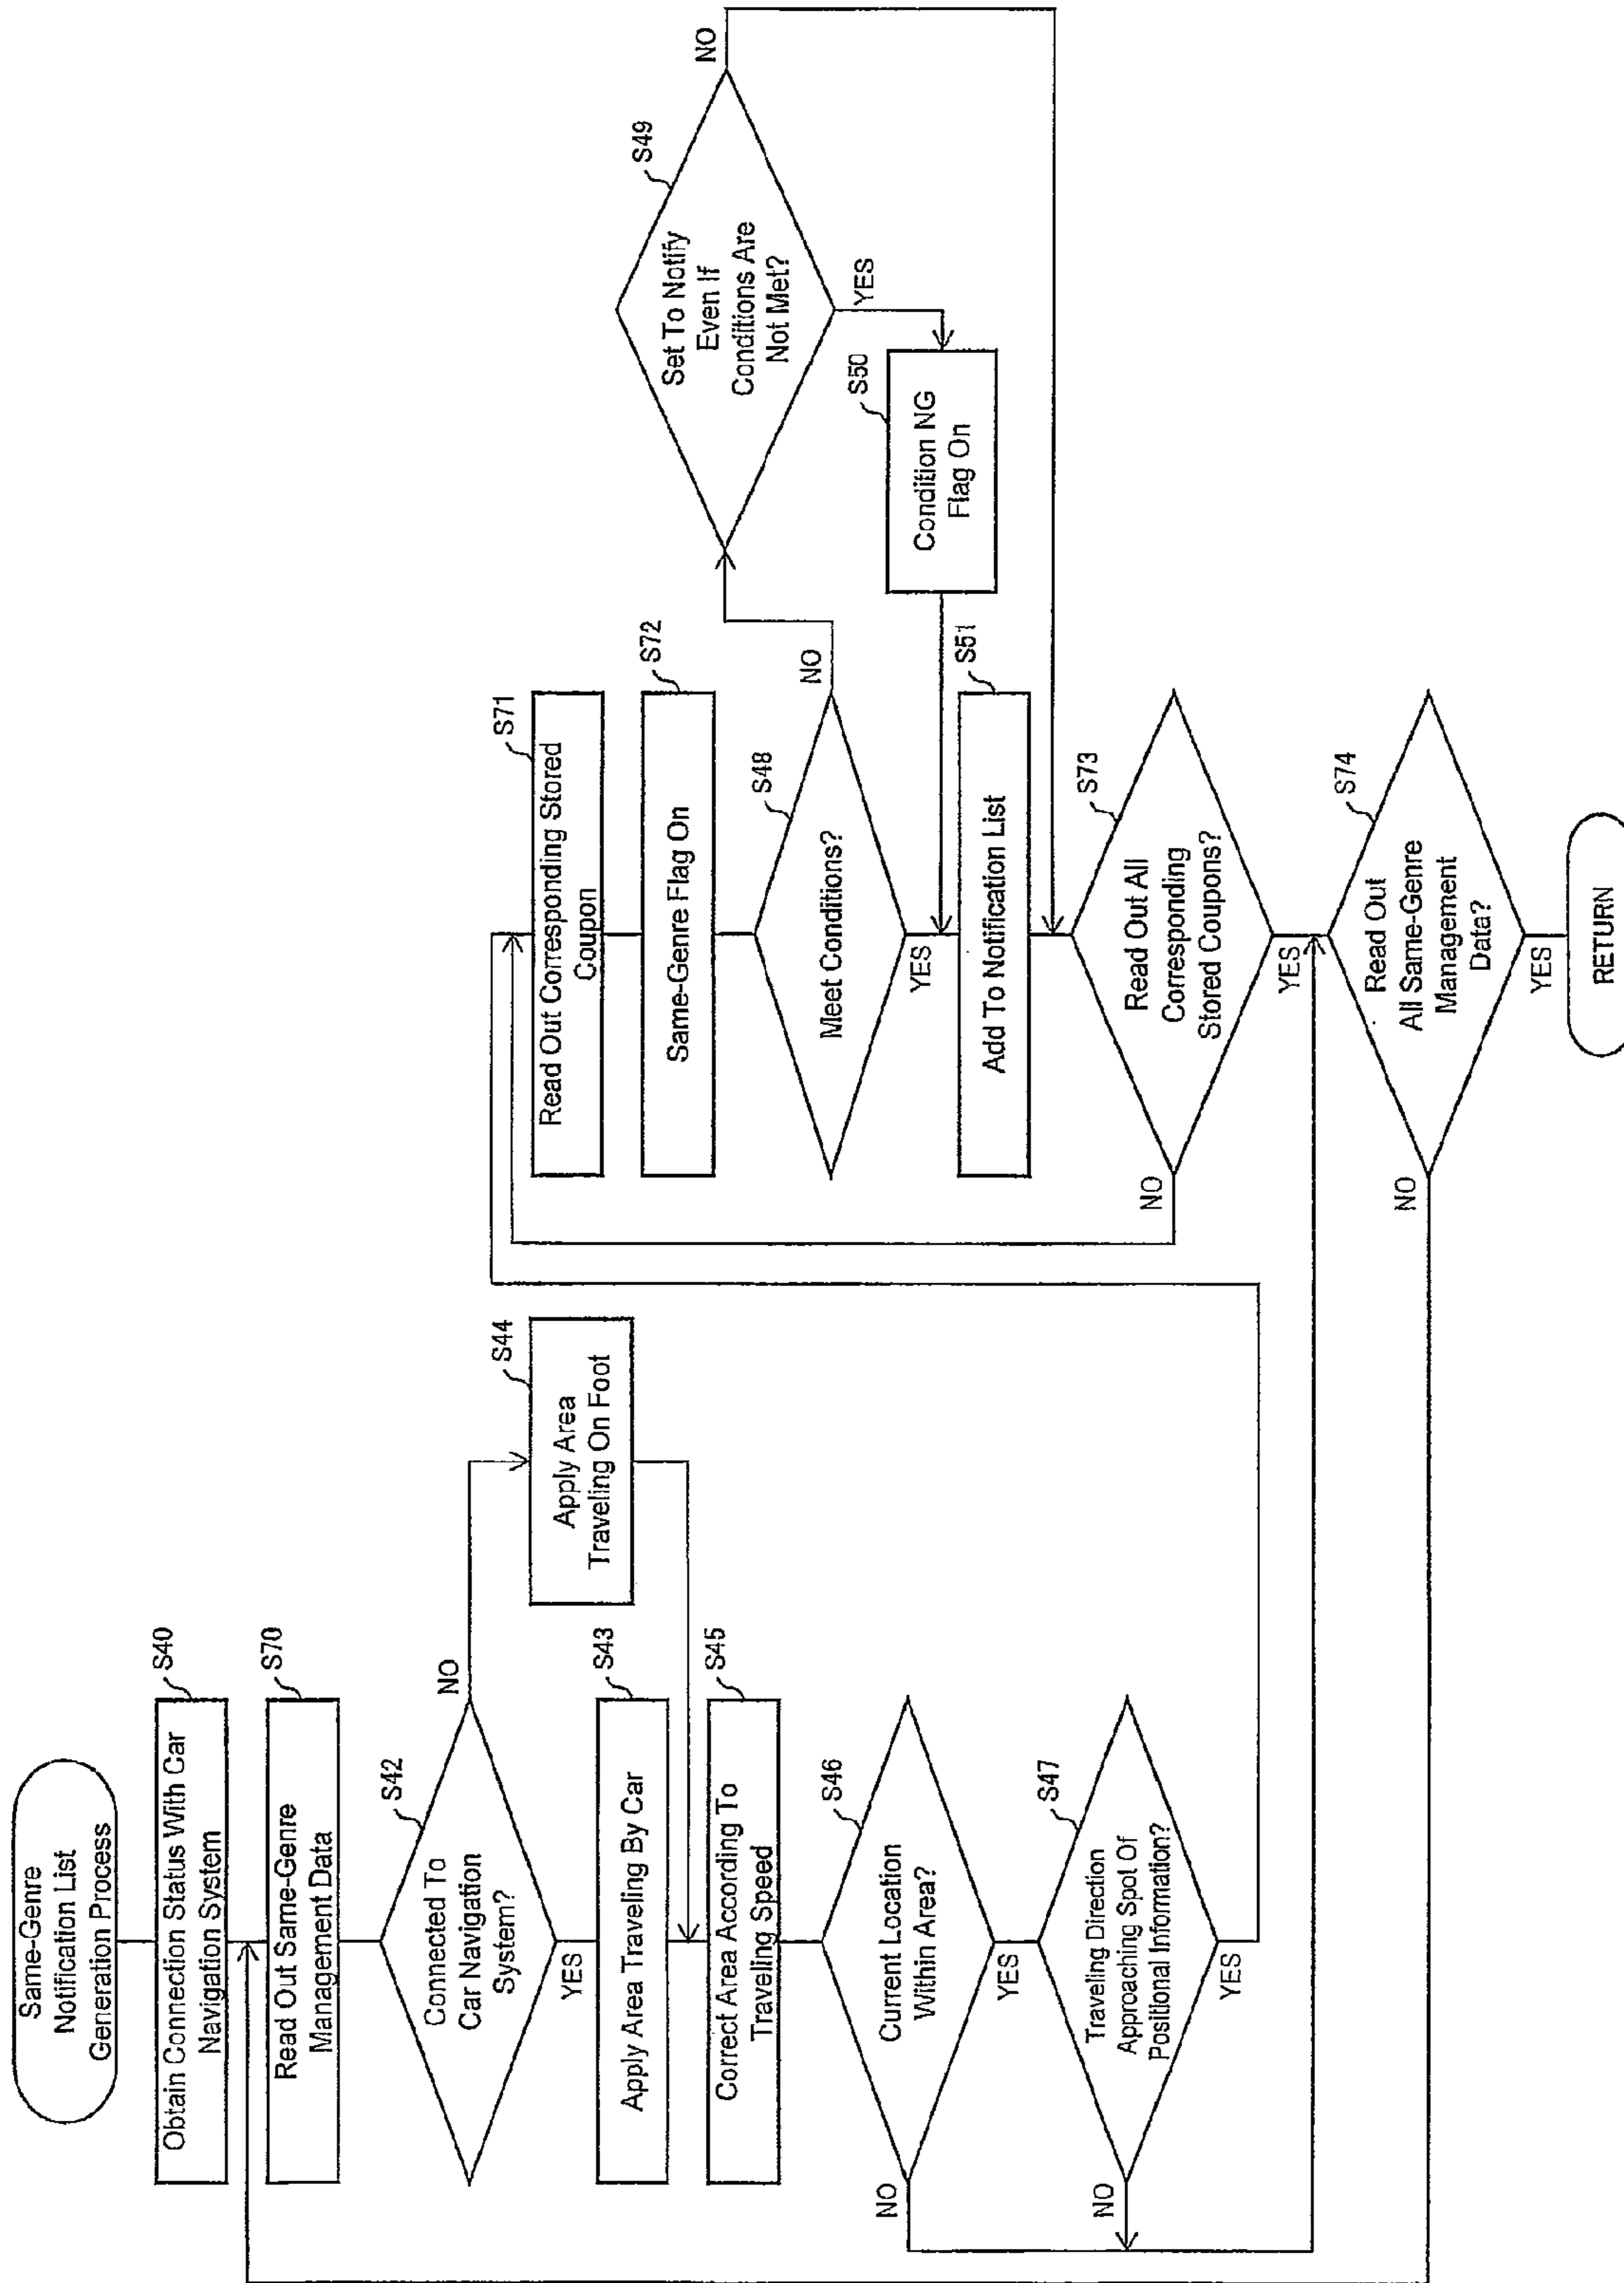 Same-Genre
Notification List
Generation Process
S40
Obtain Connection Status With Car
Navigation System
S70
Read Out Same-Genre
Management Data
S42
Connected To
Car Navigation
System?
NO
YES
S44
Apply Area
Traveling On Foot
S43
Apply Area Traveling By Car
S45
Correct Area According To
Traveling Speed
S46
Current Location
Within Area?
NO
YES
S47
Traveling Direction
Approaching Spot Of
Positional Information?
NO
YES
S71
Read Out Corresponding Stored
Coupon
S72
Same-Genre Flag On
S48
Meet Conditions?
NO
YES
S49
Set To Notify
Even If
Conditions Are
Not Met?
NO
YES
S50
Condition NG
Flag On
S51
Add To Notification List
S73
Read Out All
Corresponding
Stored Coupons?
NO
YES
S74
Read Out
All Same-Genre
Management
Data?
NO
YES
RETURN